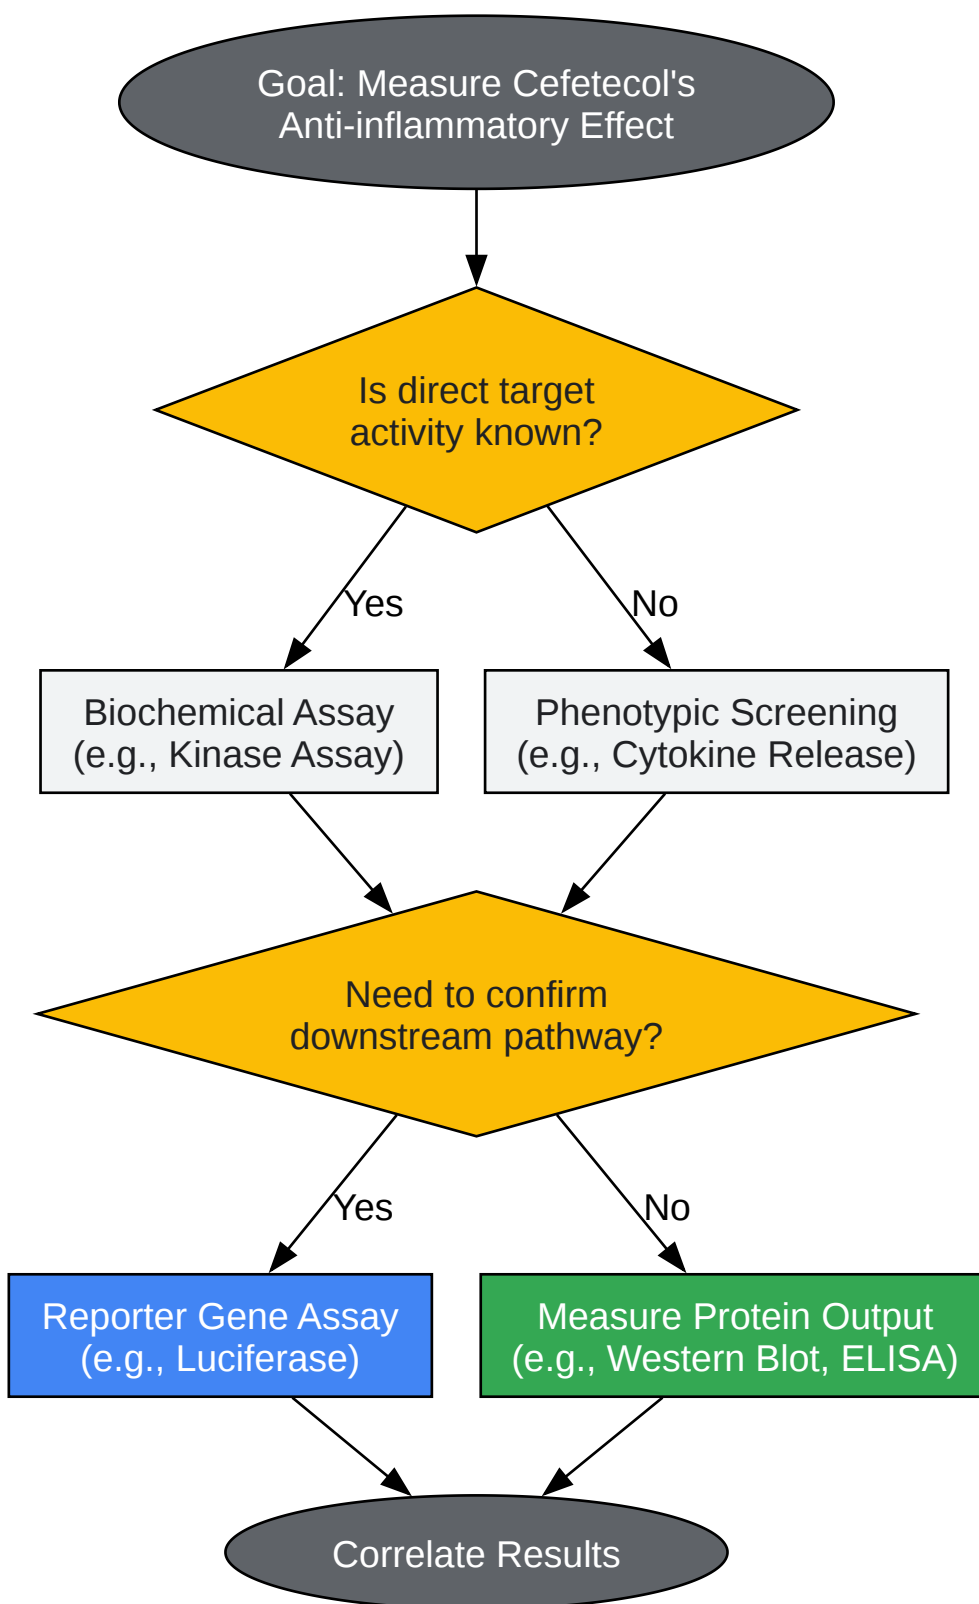 Goal: Measure Cefetecol's
Anti-inflammatory Effect
Is direct target
activity known?
Yes
No
Biochemical Assay
(e.g., Kinase Assay)
Phenotypic Screening
(e.g., Cytokine Release)
Need to confirm
downstream pathway?
Yes
No
Reporter Gene Assay
(e.g., Luciferase)
Measure Protein Output
(e.g., Western Blot, ELISA)
Correlate Results